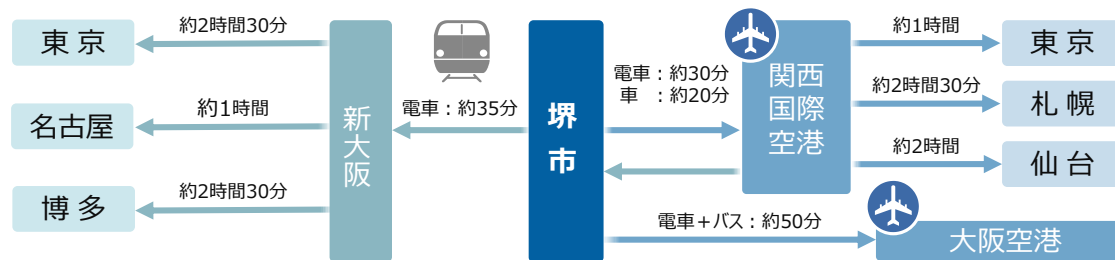 東京
約2時間30分
名古屋
約1時間
博多
約2時間30分
新大阪
電車：約35分
堺市
電車：約30分
車　：約20分
関西
国際
空港
約1時間
東京
約2時間30分
札幌
約2時間
仙台
電車＋バス：約50分
大阪空港